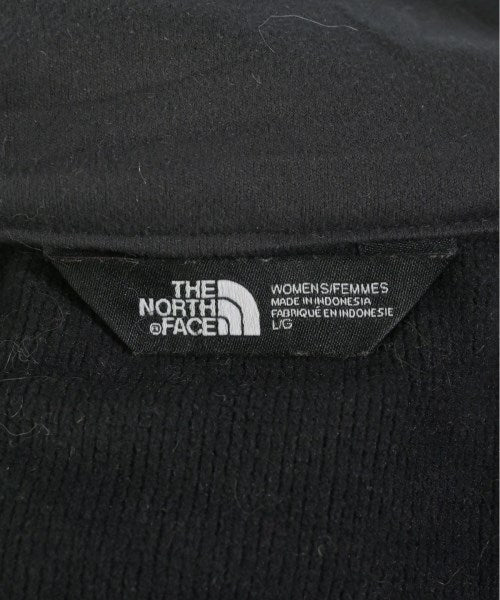 THE
NORTH
®FACE
WOMENS/FEMMES
MADE IN INDONESIA
FABRIQUÉ EN INDONESIE
L/G